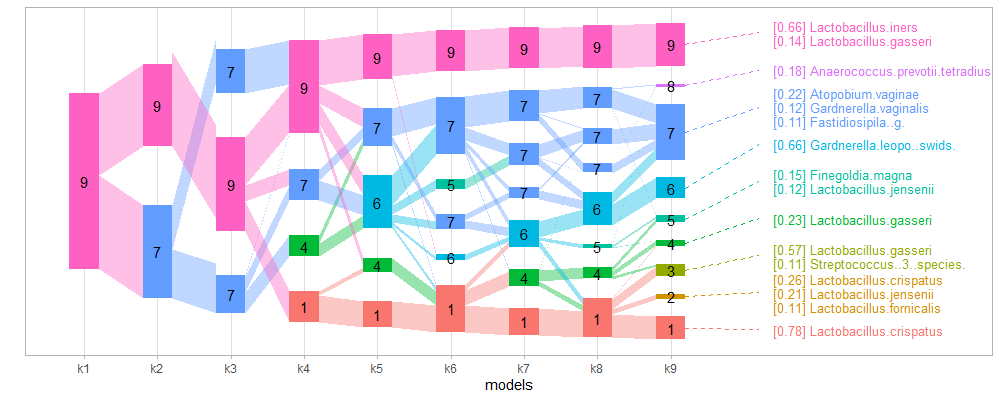 9
9
7
7
9
7
9
7
4
1
9
7
6
4
1
9
7
5
7
6
1
9
7
7
7
6
4
1
9
7
7
7
6
5
4
1
9
8
7
6
5
4
3
2
1
[0.66] Lactobacillus.iners
[0.14] Lactobacillus.gasseri
[0.18] Anaerococcus.prevotii.tetradius
[0.22] Atopobium.vaginae
[0.12] Gardnerella.vaginalis
[0.11] Fastidiosipila..g.
[0.66] Gardnerella.leopo..swids.
[0.15] Finegoldia.magna
[0.12] Lactobacillus.jensenii
[0.23] Lactobacillus.gasseri
[0.57] Lactobacillus.gasseri
[0.11] Streptococcus..3..species.
[0.26] Lactobacillus.crispatus
[0.21] Lactobacillus.jensenii
[0.11] Lactobacillus.fornicalis
[0.78] Lactobacillus.crispatus
k1 k2 k3 k4 k5 k6 k7 k8 k9
models